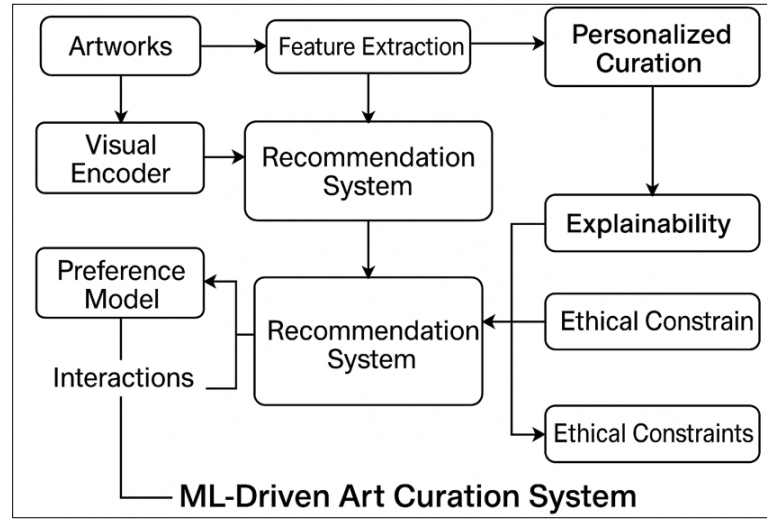 Artworks
Feature Extraction
Personalized
Curation
Visual
Encoder
Recommendation
System
Explainability
Preference
Model
Recommendation
System
Ethical Constrain
Interactions
Ethical Constraints
ML-Driven Art Curation System